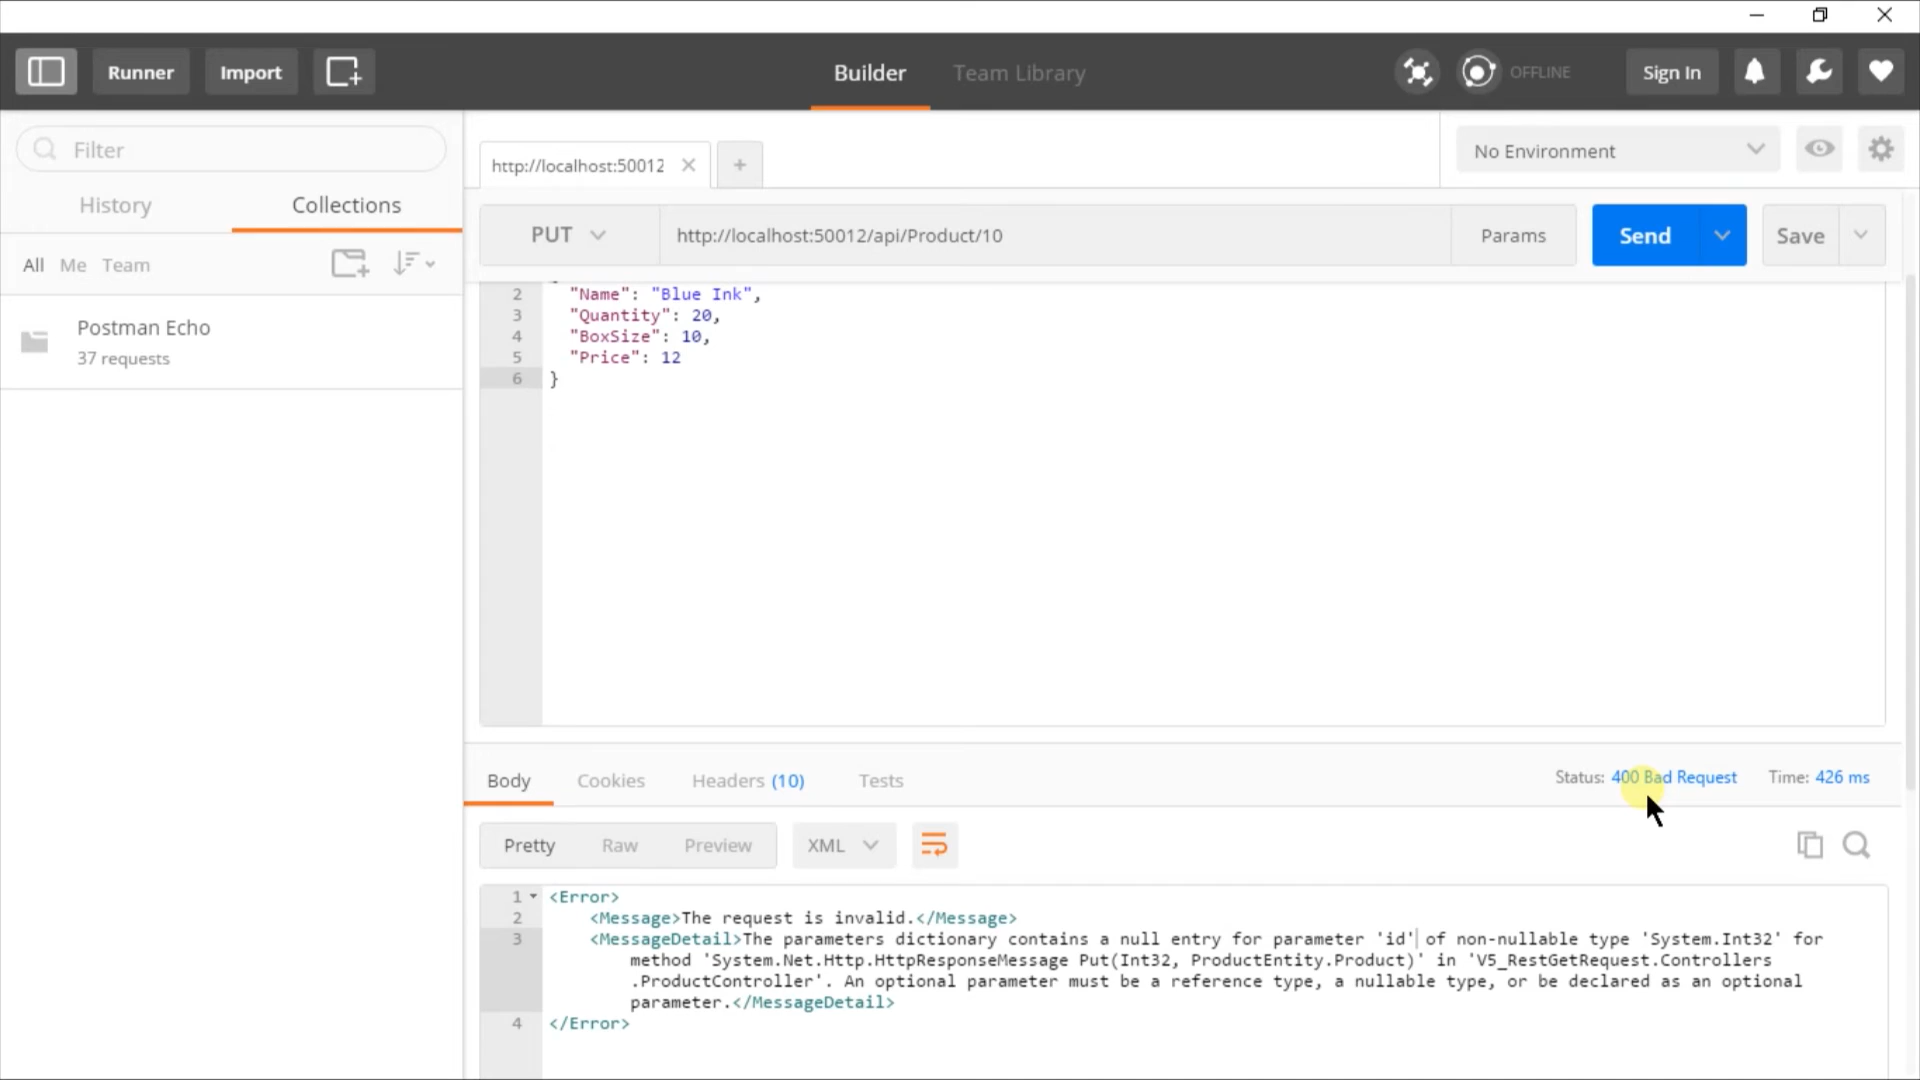 Runner
Import
Builder
Team Library
OFFLINE
Sign In
Filter
History
Collections
All Me Team
Postman Echo
37 requests
http://localhost:50012
No Environment
PUT
http://localhost:50012/api/Product/10
Params
Send
Save
2 "Name": "Blue Ink",
3 "Quantity": 20,
4 "BoxSize": 10,
5 "Price": 12
6 }
Body
Cookies
Headers (10)
Tests
Status: 400 Bad Request
Time: 426 ms
Pretty
Raw
Preview
XML
1 <Error>
2 <Message>The request is invalid.</Message>
3 <MessageDetail>The parameters dictionary contains a null entry for parameter 'id' of non-nullable type 'System.Int32' for
method 'System.Net.Http.HttpResponseMessage Put(Int32, ProductEntity.Product)' in 'V5_RestGetRequest.Controllers
.ProductController'. An optional parameter must be a reference type, a nullable type, or be declared as an optional
parameter.</MessageDetail>
4 </Error>